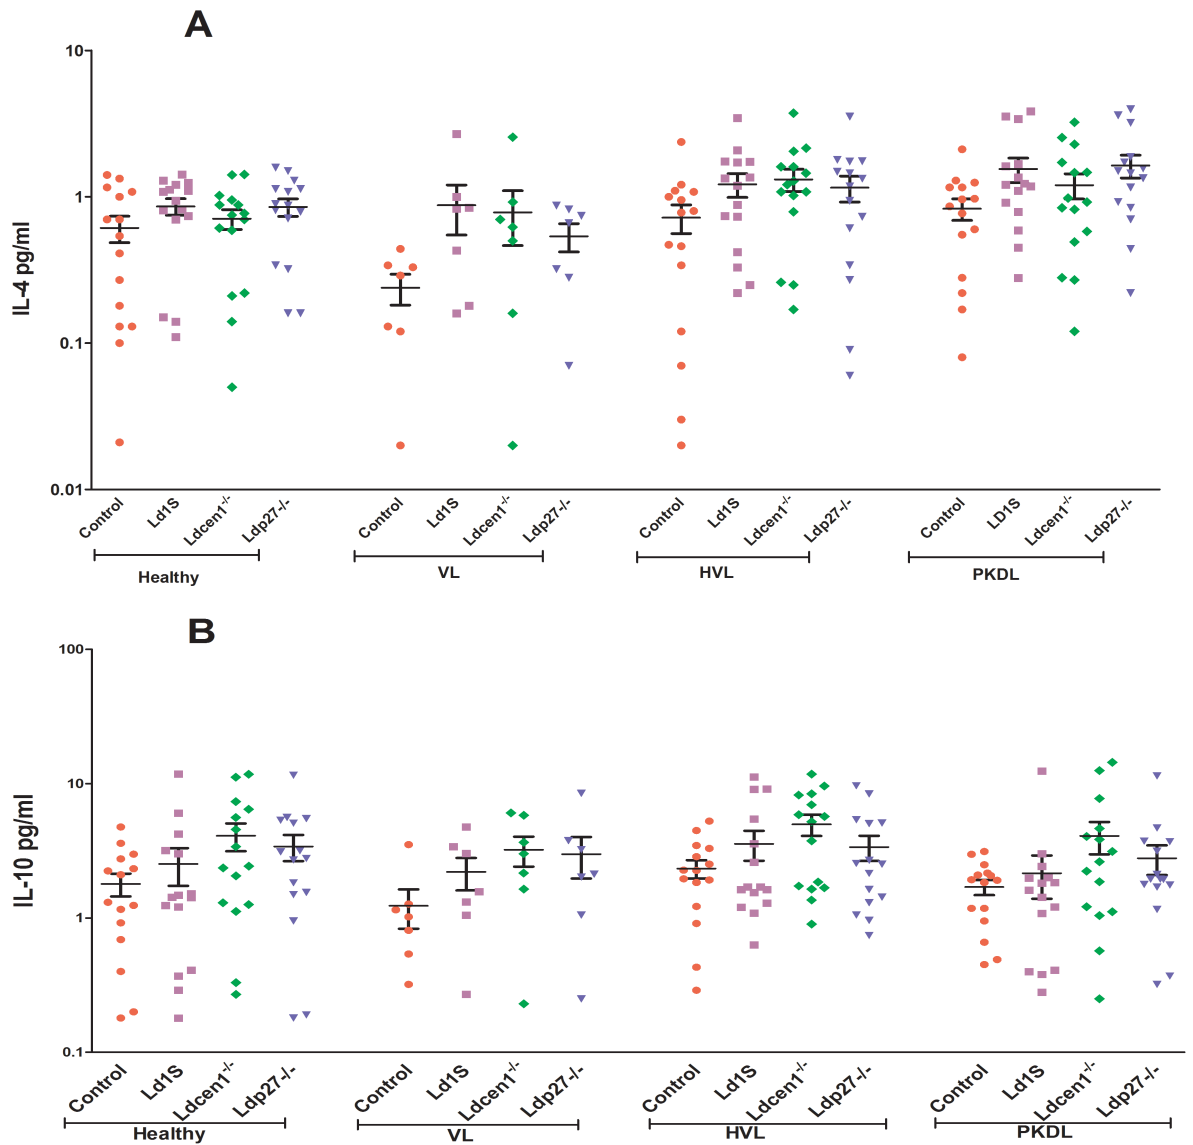 A
10
1
0.1
0.01
IL-4 pg/ml
Control Ld1S Ldcen1-/- Ldp27-/- Control Ld1S Ldcen1-/- Ldp27-/- Control Ld1S Ldcen1-/- Ldp27-/- Control LD1S Ldcen1-/- Ldp27-/-
Healthy VL HVL PKDL
B
100
10
1
0.1
IL-10 pg/ml
Control Ld1S Ldcen1-/- Ldp27-/- Control Ld1S Ldcen1-/- Ldp27-/- Control Ld1S Ldcen1-/- Ldp27-/- Control Ld1S Ldcen1-/- Ldp27-/-
Healthy VL HVL PKDL